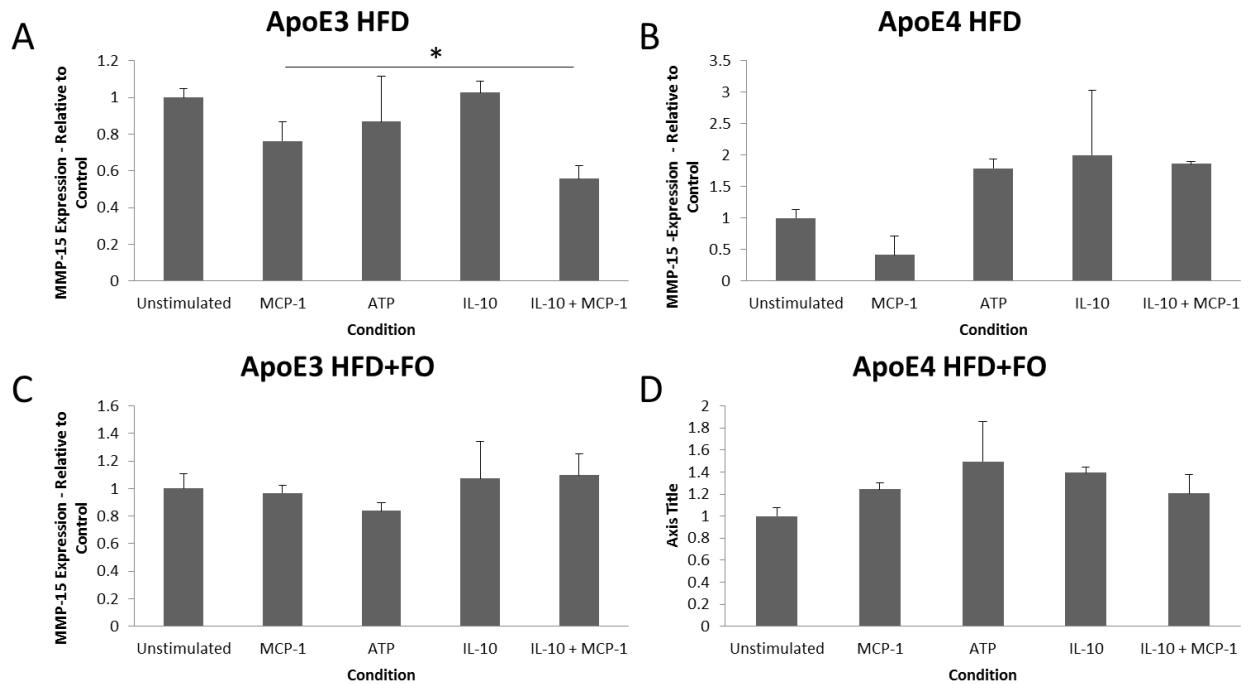 A
ApoE3 HFD
MMP-15 Expression - Relative to
Control
1.2
1
0.8
0.6
0.4
0.2
0
*
Unstimulated MCP-1 ATP IL-10 IL-10 + MCP-1
Condition
B
ApoE4 HFD
MMP-15 -Expression - Relative to
Control
3.5
3
2.5
2
1.5
1
0.5
0
Unstimulated MCP-1 ATP IL-10 IL-10 + MCP-1
Condition
C
ApoE3 HFD+FO
MMP-15 Expression - Relative to
Control
1.6
1.4
1.2
1
0.8
0.6
0.4
0.2
0
Unstimulated MCP-1 ATP IL-10 IL-10 + MCP-1
Condition
D
ApoE4 HFD+FO
Axis Title
2
1.8
1.6
1.4
1.2
1
0.8
0.6
0.4
0.2
0
Unstimulated MCP-1 ATP IL-10 IL-10 + MCP-1
Condition